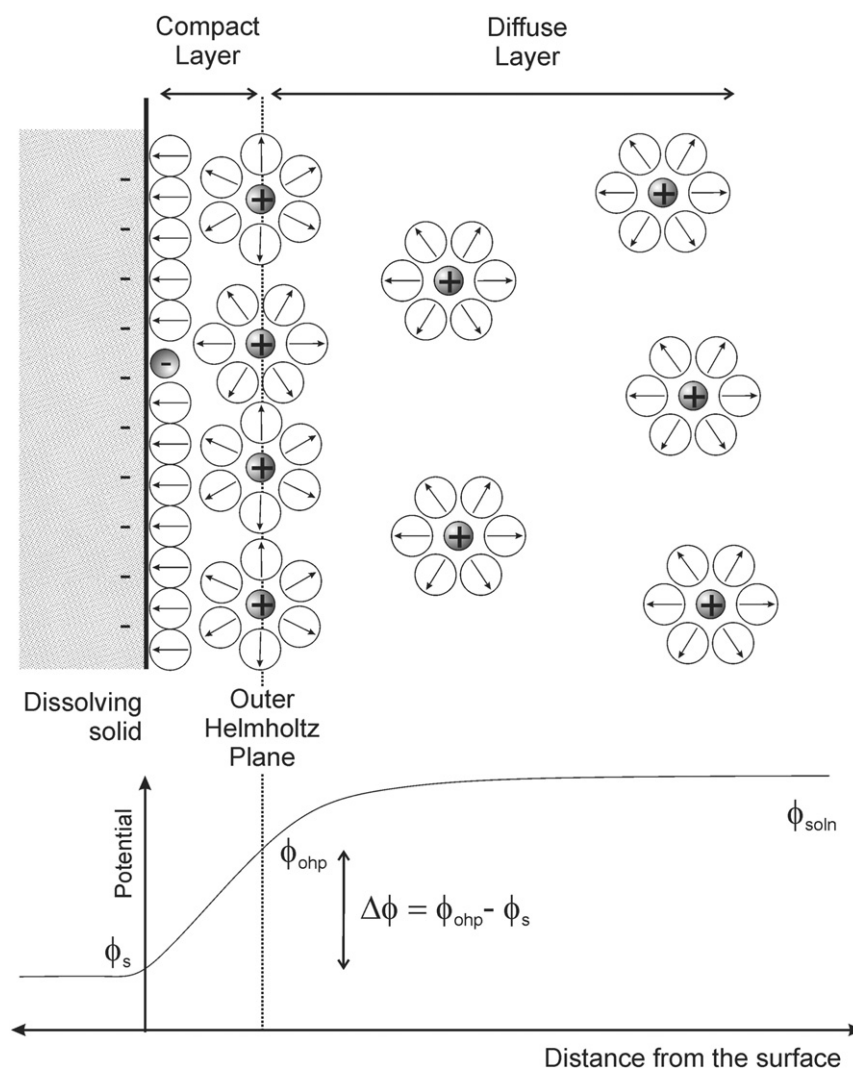 Compact
Layer
Diffuse
Layer
-
-
-
-
-
-
-
-
-
-
+
+
+
+
-
+
+
+
+
+
Dissolving
solid
Outer
Helmholtz
Plane
Potential
ϕs
ϕohp
ϕsoln
Δϕ = ϕohp- ϕs
Distance from the surface